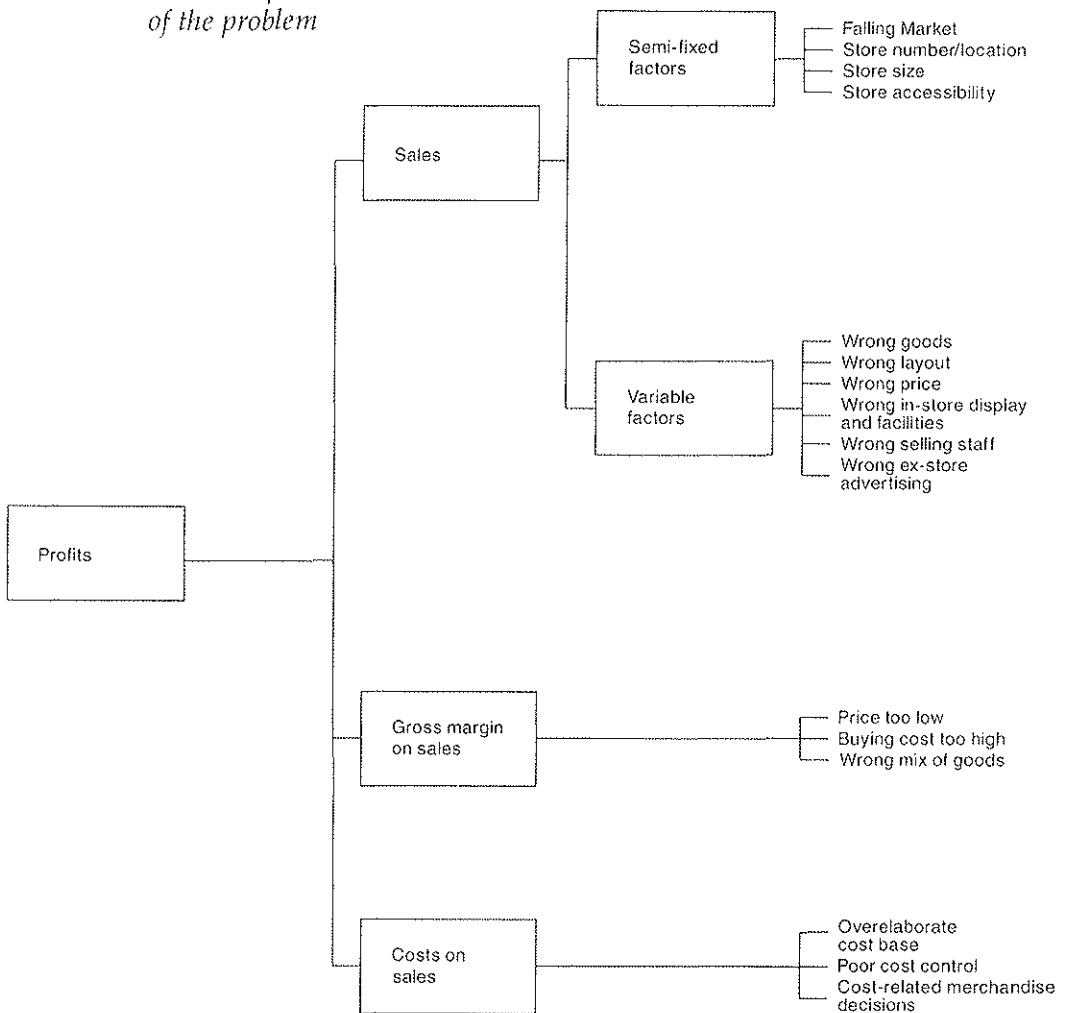 of the problem
Semi-fixed
factors
Falling Market
Store number/location
Store size
Store accessibility
Sales
Variable
factors
Wrong goods
Wrong layout
Wrong price
Wrong in-store display
and facilities
Wrong selling staff
Wrong ex-store
advertising
Profits
Gross margin
on sales
Price too low
Buying cost too high
Wrong mix of goods
Costs on
sales
Overelaborate
cost base
Poor cost control
Cost-related merchandise
decisions